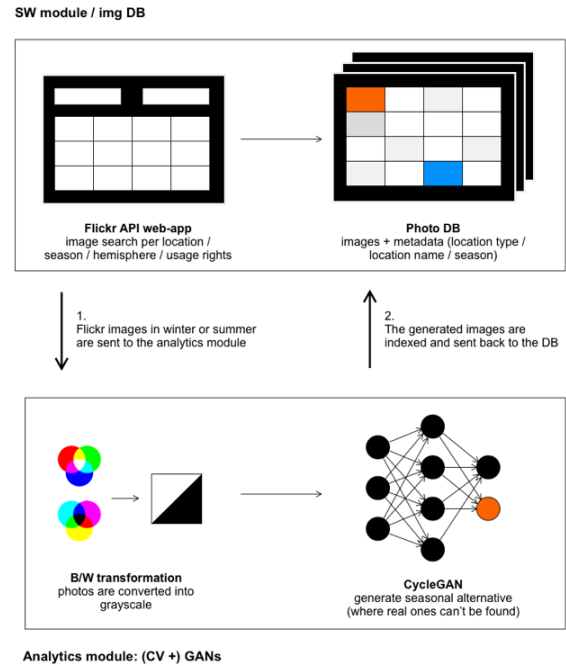 SW module / img DB
Flickr API web-app
image search per location /
season / hemisphere / usage rights
Photo DB
images + metadata (location type /
location name / season)
1.
Flickr images in winter or summer
are sent to the analytics module
2.
The generated images are
indexed and sent back to the DB
B/W transformation
photos are converted into
grayscale
CycleGAN
generate seasonal alternative
(where real ones can't be found)
Analytics module: (CV +) GANs